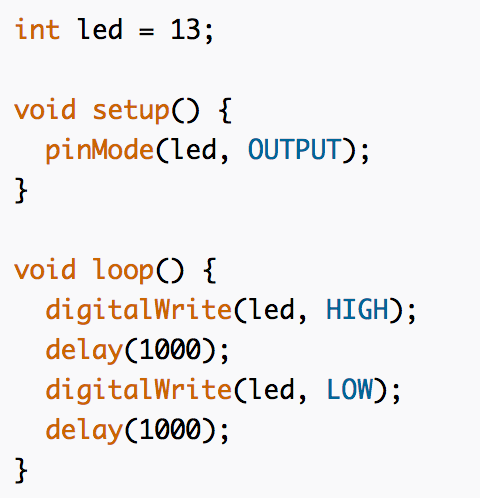 int led = 13;

void setup() {
  pinMode(led, OUTPUT);
}

void loop() {
  digitalWrite(led, HIGH);
  delay(1000);
  digitalWrite(led, LOW);
  delay(1000);
}